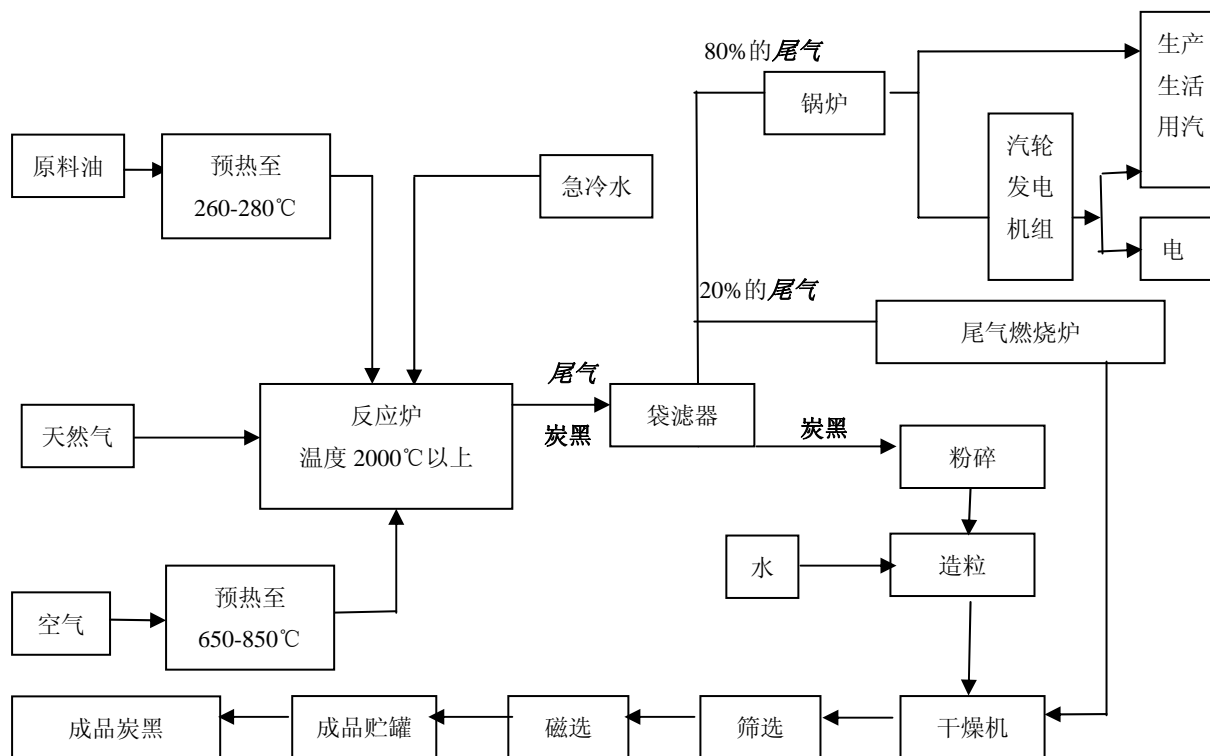 80%的尾气
生产
生活
用汽
锅炉
汽轮
发电
机组
原料油
预热至
260-280℃
急冷水
电
20%的尾气
尾气燃烧炉
尾气
炭黑
反应炉
温度 2000℃以上
袋滤器
天然气
炭黑
粉碎
水
造粒
空气
预热至
650-850℃
成品炭黑
成品贮罐
磁选
筛选
干燥机